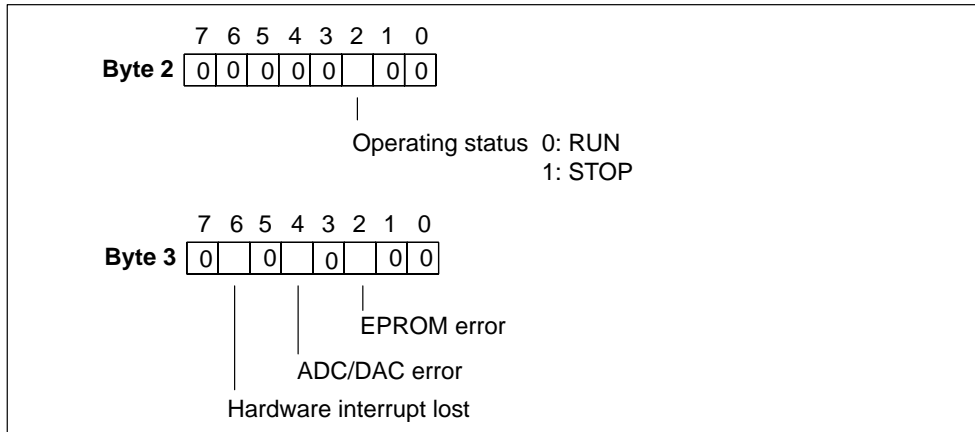 7 6 5 4 3 2 1 0
Byte 2 0 0 0 0 0 0 0
Operating status 0: RUN
1: STOP
7 6 5 4 3 2 1 0
Byte 3 0 0 0 0 0
EPROM error
ADC/DAC error
Hardware interrupt lost